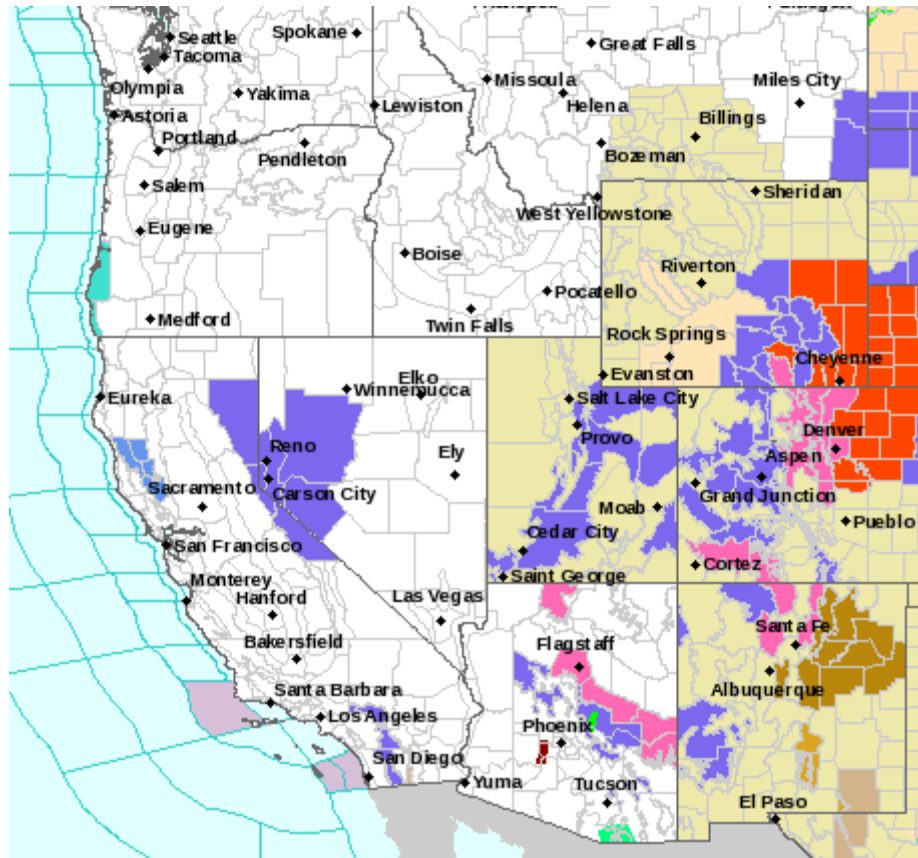 Seattle
Spokane
Great Falls
Tacoma
Missoula
Miles City
Olympia
Yakima
Helena
Lewiston
Astoria
Billings
Portland
Pendleton
Bozeman
Salem
Sheridan
West Yellowstone
Eugene
Boise
Riverton
Pocatello
Medford
Twin Falls
Rock Springs
Cheyenne
Elko
Evanston
Winnemucca
Eureka
Salt Lake City
Provo
Denver
Reno
Ely
Aspen
Sacramento
Carson City
Grand Junction
Moab
Pueblo
Cedar City
San Francisco
Cortez
Saint George
Monterey
Las Vegas
Hanford
Santa Fe
Bakersfield
Flagstaff
Albuquerque
Santa Barbara
Los Angeles
Phoenix
San Diego
Yuma
Tucson
El Paso